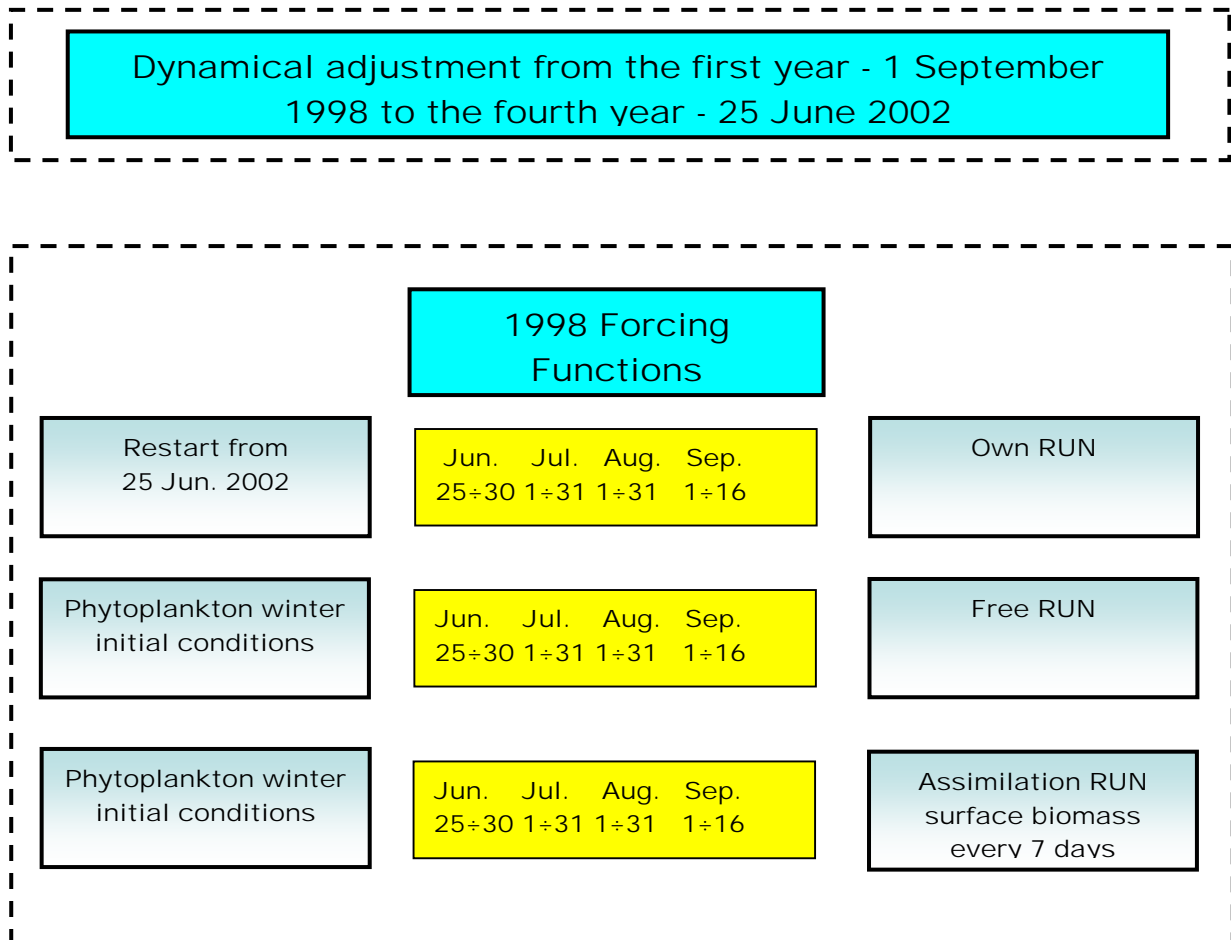 Dynamical adjustment from the first year - 1 September
1998 to the fourth year - 25 June 2002
1998 Forcing
Functions
Restart from
25 Jun. 2002
Jun. Jul. Aug. Sep.
25÷30 1÷31 1÷31 1÷16
Own RUN
Phytoplankton winter
initial conditions
Jun. Jul. Aug. Sep.
25÷30 1÷31 1÷31 1÷16
Free RUN
Phytoplankton winter
initial conditions
Jun. Jul. Aug. Sep.
25÷30 1÷31 1÷31 1÷16
Assimilation RUN
surface biomass
every 7 days